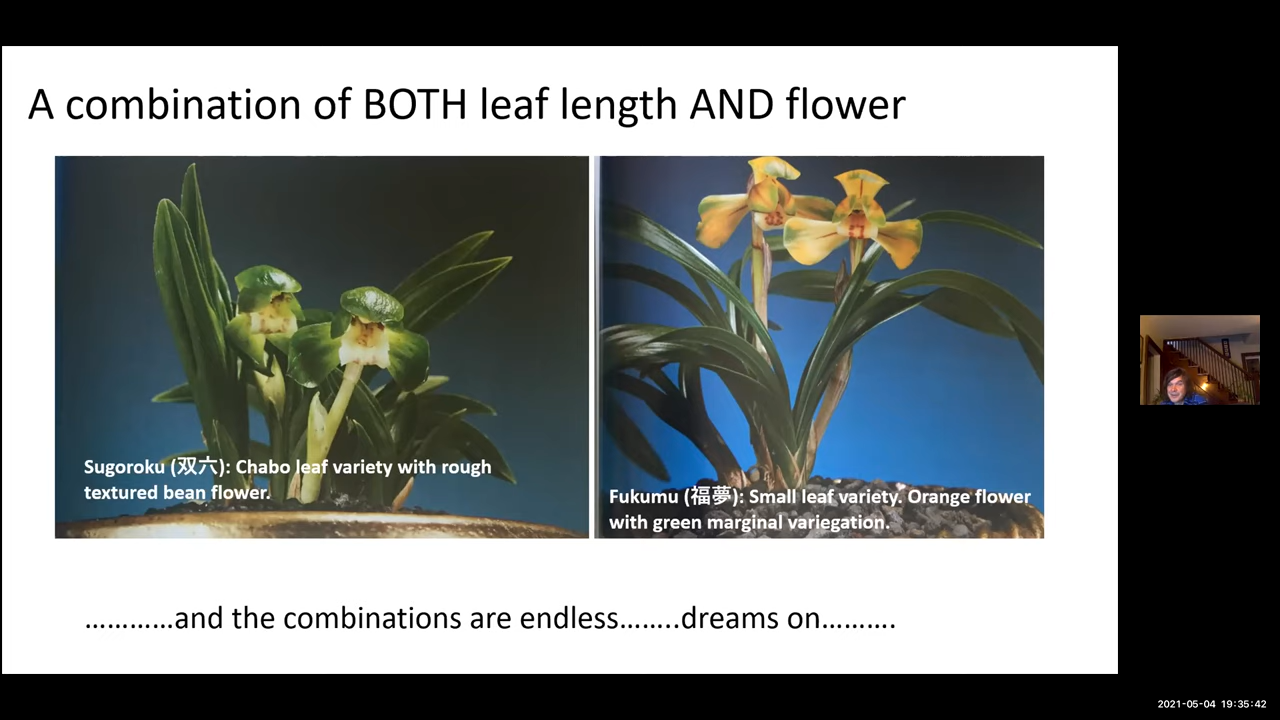 A combination of BOTH leaf length AND flower
Sugoroku (双六): Chabo leaf variety with rough
textured bean flower.
Fukumu (福夢): Small leaf variety. Orange flower
with green marginal variegation.
…………and the combinations are endless……..dreams on……….
2021-05-04 19:35:42